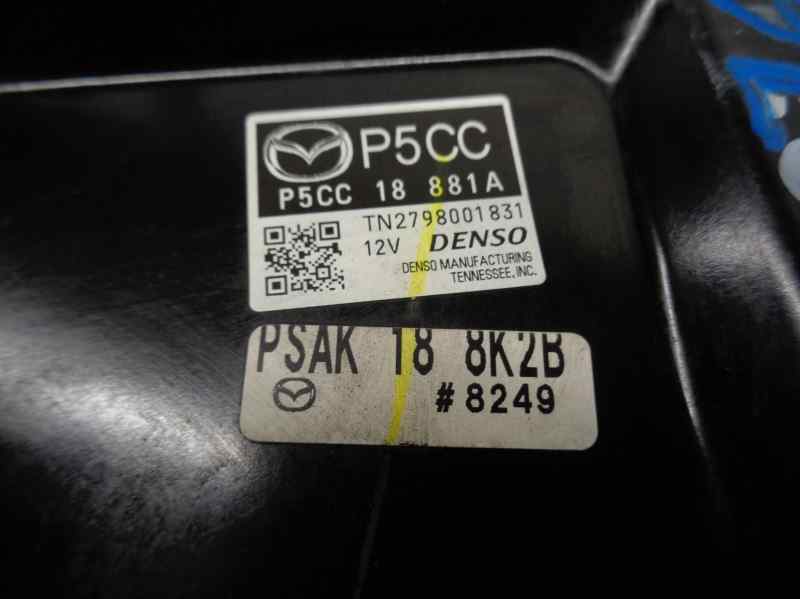 P5CC
P5CC 18 881A
TN2798001831
12V DENSO
DENSO MANUFACTURING
TENNESSEE, INC.
PSAK 18 8K2B
#8249